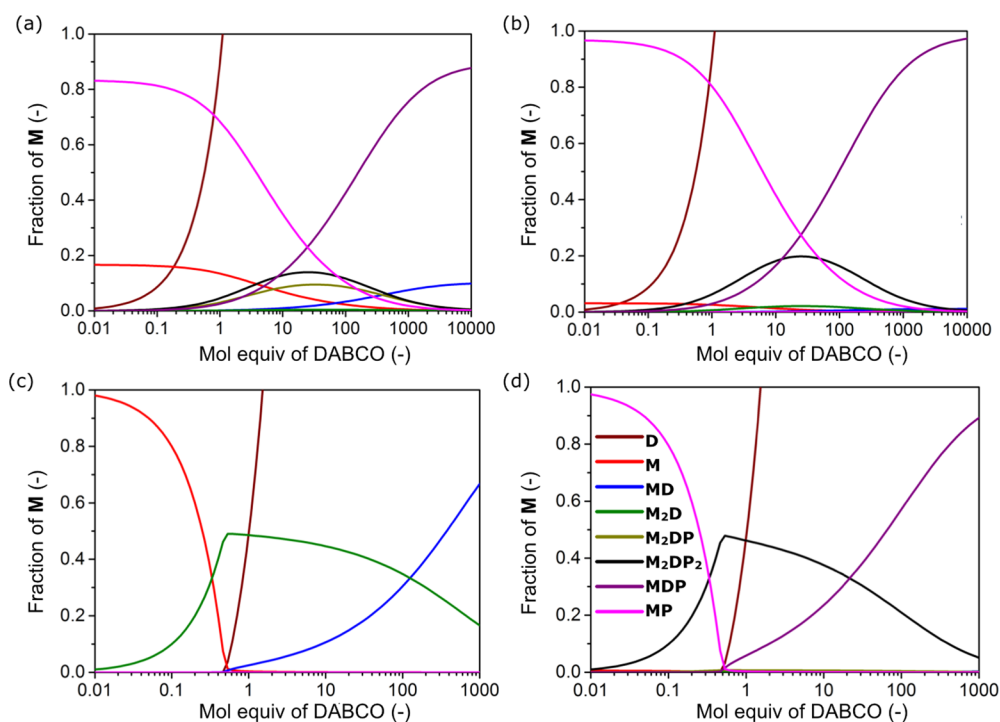 (a)
Fraction of M (-)
1.0
0.8
0.6
0.4
0.2
0.0
0.01 0.1 1 10 100 1000 10000
Mol equiv of DABCO (-)
(b)
Fraction of M (-)
1.0
0.8
0.6
0.4
0.2
0.0
0.01 0.1 1 10 100 1000 10000
Mol equiv of DABCO (-)
(c)
Fraction of M (-)
1.0
0.8
0.6
0.4
0.2
0.0
0.01 0.1 1 10 100 1000
Mol equiv of DABCO (-)
(d)
Fraction of M (-)
1.0
0.8
0.6
0.4
0.2
0.0
D
M
MD
M₂D
M₂DP
M₂DP₂
MDP
MP
0.01 0.1 1 10 100 1000
Mol equiv of DABCO (-)